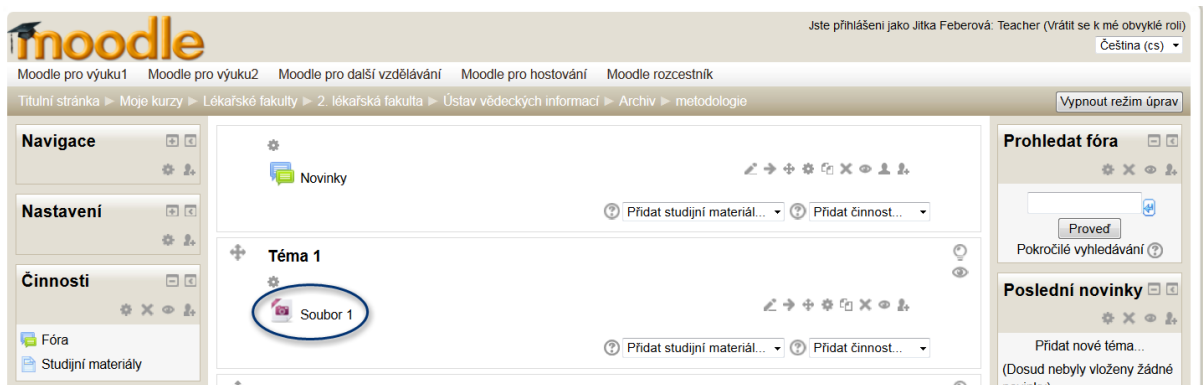 moodle
Jste přihlášeni jako Jitka Feberová: Teacher (Vrátit se k mé obvyklé roli)
Čeština (cs)
Moodle pro výuku1 Moodle pro výuku2 Moodle pro další vzdělávání Moodle pro hostování Moodle rozcestník
Titulní stránka ► Moje kurzy ► Lékařské fakulty ► 2. lékařská fakulta ► Ústav vědeckých informací ► Archiv ► metodologie
Vypnout režim úprav
Navigace
Nastavení
Činnosti
Fóra
Studijní materiály
Novinky
Přidat studijní materiál... Přidat činnost...
Téma 1
Soubor 1
Přidat studijní materiál... Přidat činnost...
Prohledat fóra
Proveď
Pokročilé vyhledávání
Poslední novinky
Přidat nové téma...
(Dosud nebyly vloženy žádné